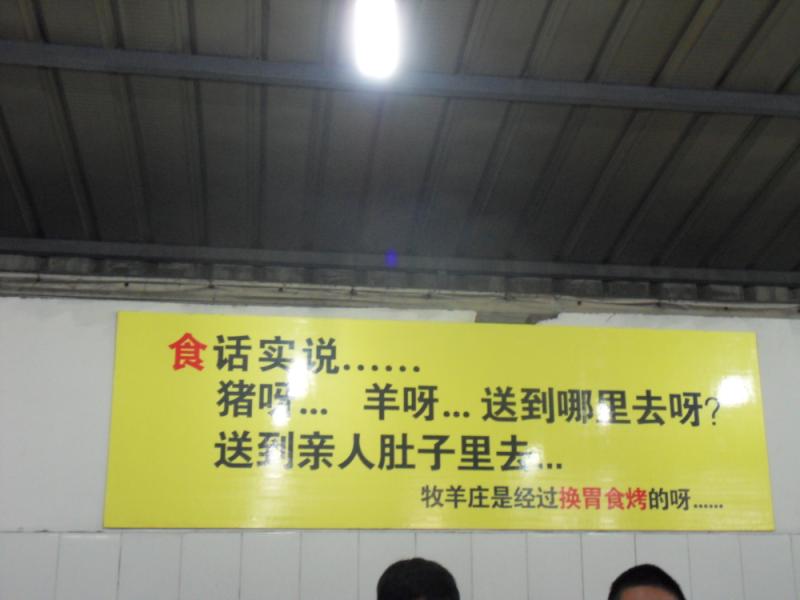 食话实说……
猪呀... 羊呀... 送到哪里去呀?
送到亲人肚子里去...
牧羊庄是经过换胃食烤的呀......